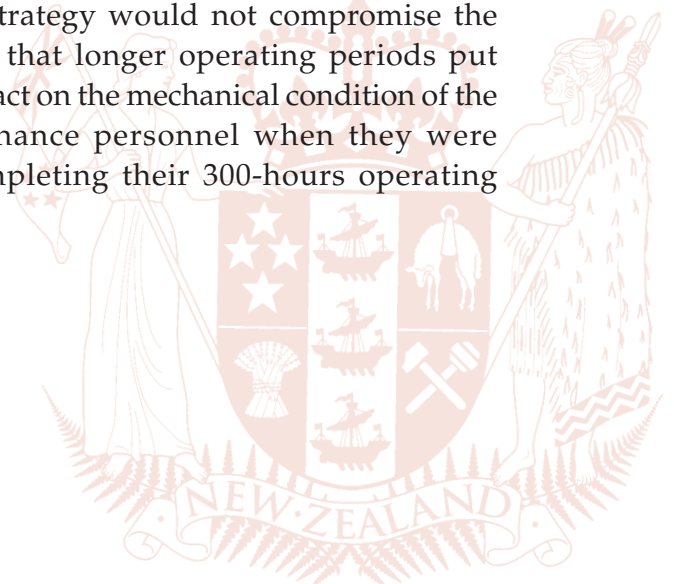 trategy would not compromise the
that longer operating periods put
act on the mechanical condition of the
nance personnel when they were
pleting their 300-hours operating
NEW·ZEALAND